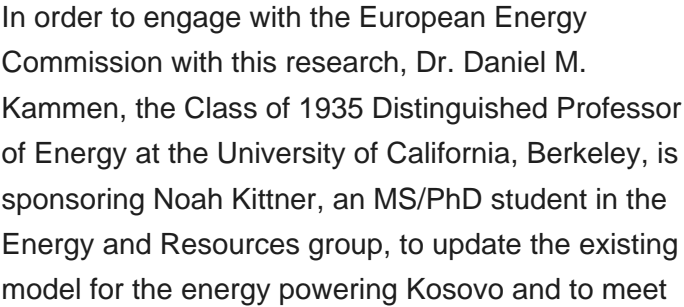 In order to engage with the European Energy
Commission with this research, Dr. Daniel M.
Kammen, the Class of 1935 Distinguished Professor
of Energy at the University of California, Berkeley, is
sponsoring Noah Kittner, an MS/PhD student in the
Energy and Resources group, to update the existing
model for the energy powering Kosovo and to meet